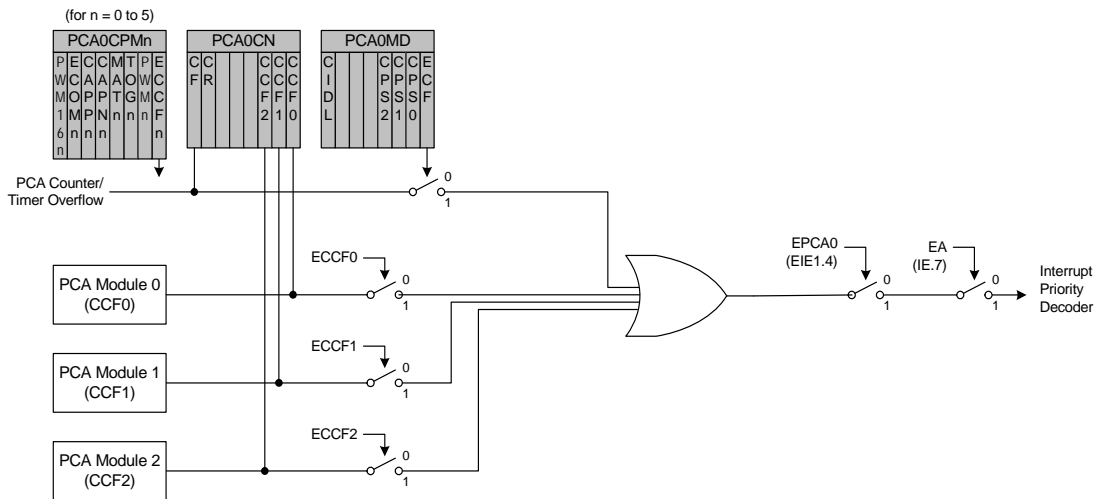 (for n = 0 to 5)
PCA0CPMn
PWM16n
ECOMn
CAPPn
CAPNn
MATn
TOGn
PWMn
ECCFn
PCA0CN
CF
CR
CCF2
CCF1
CCF0
PCA0MD
CIDL
CPS2
CPS1
CPS0
ECF
PCA Counter/
Timer Overflow
0
1
PCA Module 0
(CCF0)
ECCF0
0
1
PCA Module 1
(CCF1)
ECCF1
0
1
PCA Module 2
(CCF2)
ECCF2
0
1
EPCA0
(EIE1.4)
0
1
EA
(IE.7)
0
1
Interrupt
Priority
Decoder